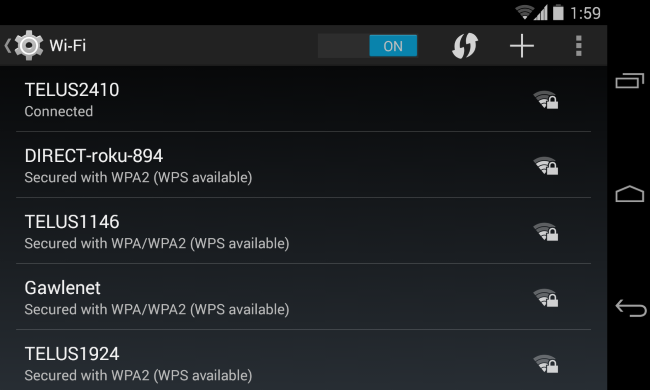 1:59
Wi-Fi
ON
TELUS2410
Connected
DIRECT-roku-894
Secured with WPA2 (WPS available)
TELUS1146
Secured with WPA/WPA2 (WPS available)
Gawlenet
Secured with WPA/WPA2 (WPS available)
TELUS1924
Secured with WPA2 (WPS available)